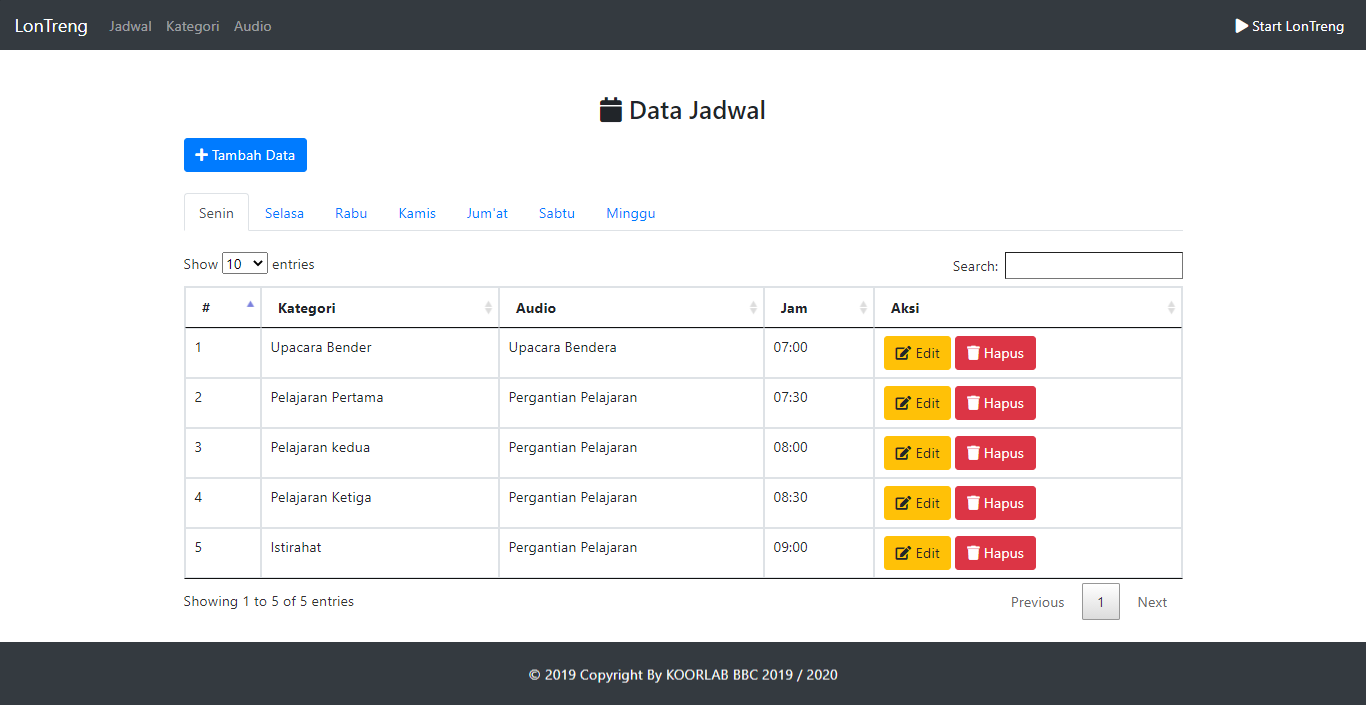 LonTreng Jadwal Kategori Audio Start LonTreng
Data Jadwal
Tambah Data
Senin Selasa Rabu Kamis Jum'at Sabtu Minggu
Show 10 entries Search:
# Kategori Audio Jam Aksi
1 Upacara Bender Upacara Bendera 07:00 Edit Hapus
2 Pelajaran Pertama Pergantian Pelajaran 07:30 Edit Hapus
3 Pelajaran kedua Pergantian Pelajaran 08:00 Edit Hapus
4 Pelajaran Ketiga Pergantian Pelajaran 08:30 Edit Hapus
5 Istirahat Pergantian Pelajaran 09:00 Edit Hapus
Showing 1 to 5 of 5 entries Previous 1 Next
© 2019 Copyright By KOORLAB BBC 2019 / 2020